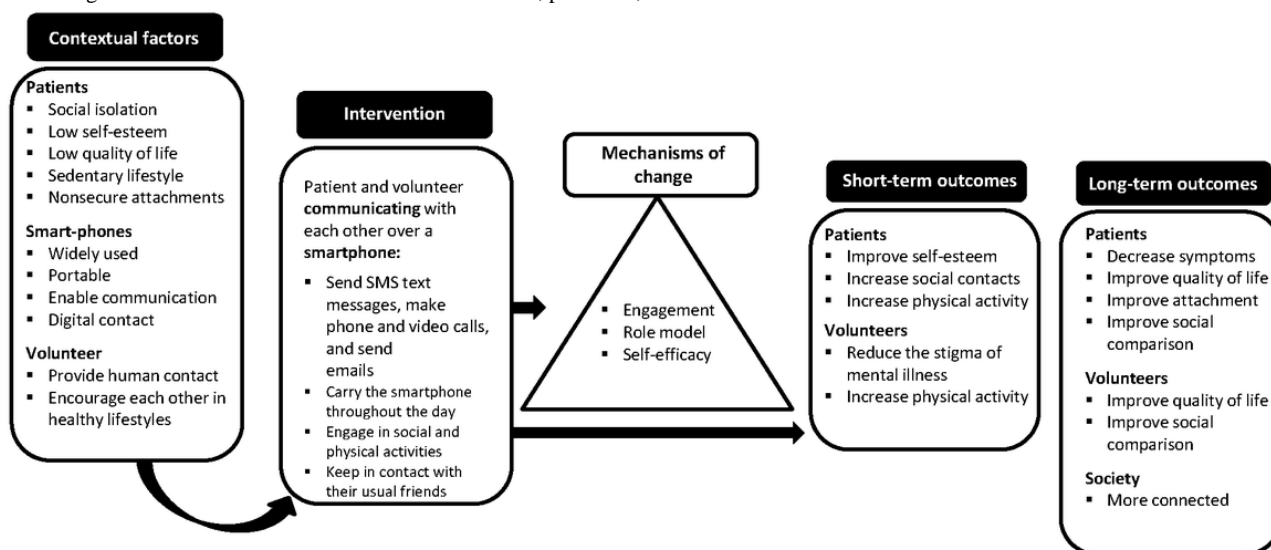 Contextual factors
Patients
▪ Social isolation
▪ Low self-esteem
▪ Low quality of life
▪ Sedentary lifestyle
▪ Nonsecure attachments
Smart-phones
▪ Widely used
▪ Portable
▪ Enable communication
▪ Digital contact
Volunteer
▪ Provide human contact
▪ Encourage each other in
healthy lifestyles
Intervention
Patient and volunteer
communicating with
each other over a
smartphone:
▪ Send SMS text
messages, make
phone and video calls,
and send
emails
▪ Carry the smartphone
throughout the day
▪ Engage in social and
physical activities
▪ Keep in contact with
their usual friends
Mechanisms of
change
▪ Engagement
▪ Role model
▪ Self-efficacy
Short-term outcomes
Patients
▪ Improve self-esteem
▪ Increase social contacts
▪ Increase physical activity
Volunteers
▪ Reduce the stigma of
mental illness
▪ Increase physical activity
Long-term outcomes
Patients
▪ Decrease symptoms
▪ Improve quality of life
▪ Improve attachment
▪ Improve social
comparison
Volunteers
▪ Improve quality of life
▪ Improve social
comparison
Society
▪ More connected